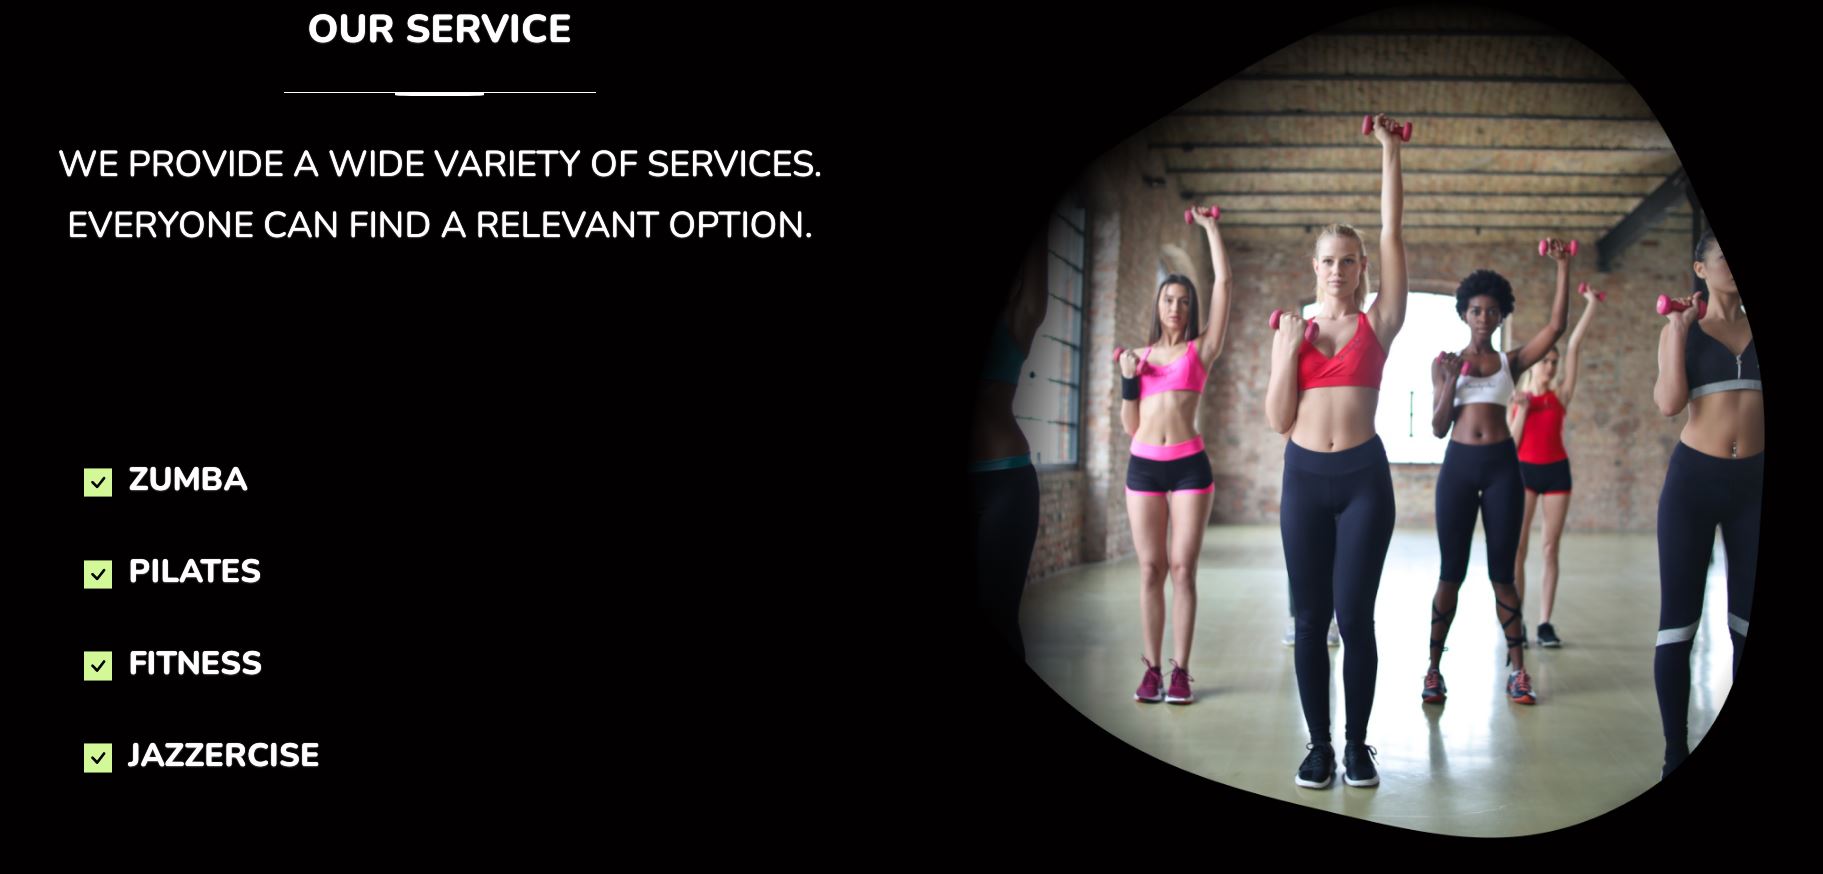 OUR SERVICE
WE PROVIDE A WIDE VARIETY OF SERVICES.
EVERYONE CAN FIND A RELEVANT OPTION.
ZUMBA
PILATES
FITNESS
JAZZERCISE